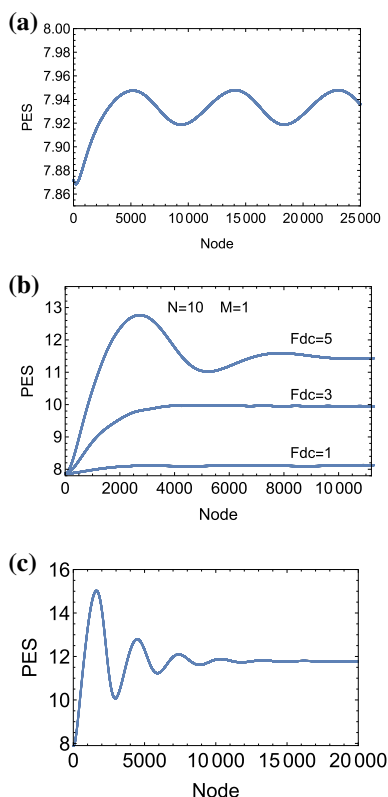 (a)
8.00
7.98
7.96
7.94
7.92
7.90
7.88
7.86
PES
0 5000 10 000 15 000 20 000 25 000
Node
(b)
13
12
11
10
9
8
PES
N=10 M=1
Fdc=5
Fdc=3
Fdc=1
0 2000 4000 6000 8000 10 000
Node
(c)
16
14
12
10
8
PES
0 5000 10 000 15 000 20 000
Node